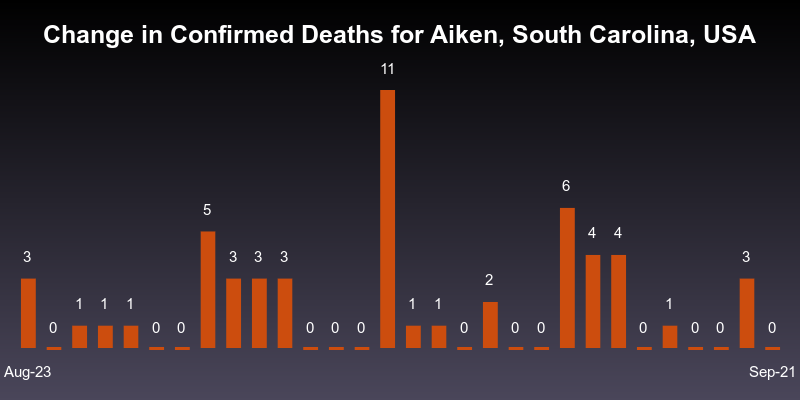 Change in Confirmed Deaths for Aiken, South Carolina, USA
3 0 1 1 1 0 0 5 3 3 3 0 0 0 11 1 1 0 2 0 0 6 4 4 0 1 0 0 3 0
Aug-23 Sep-21